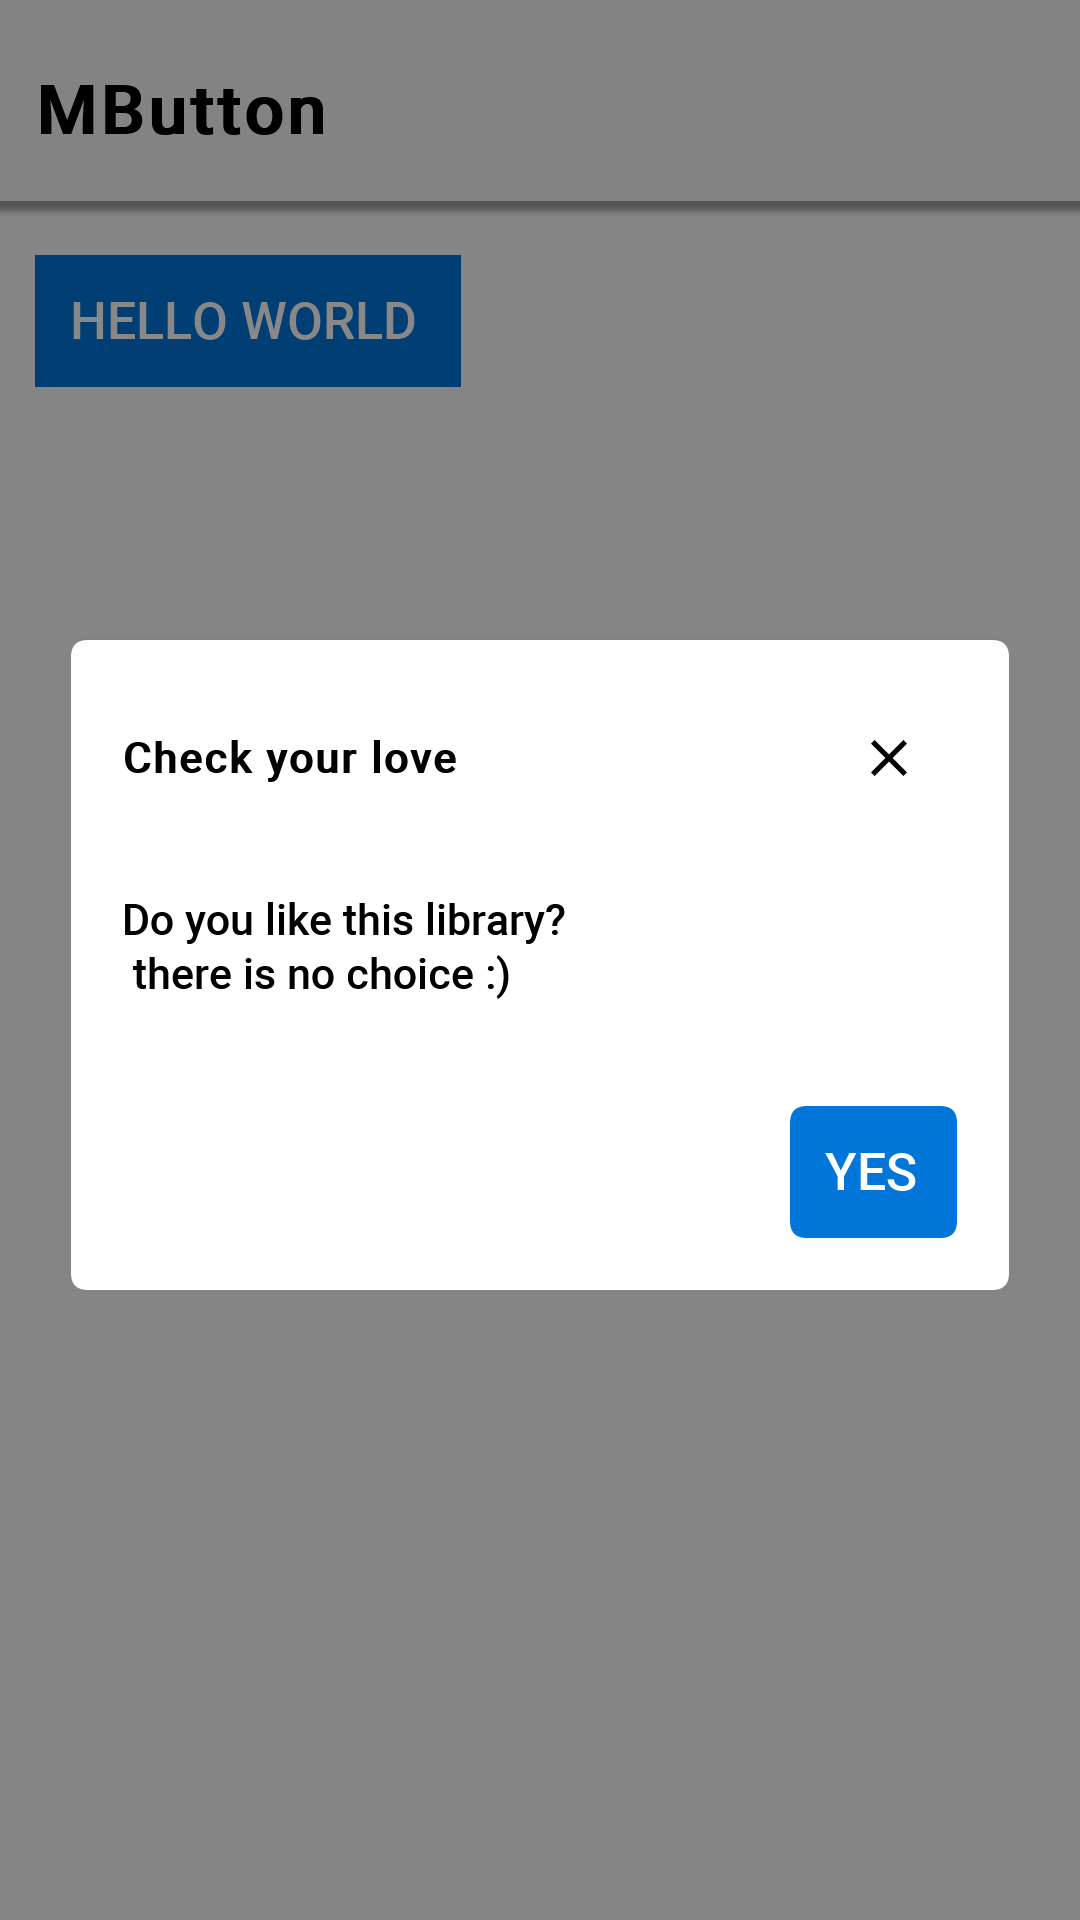 MButton
HELLO WORLD
Check your love
Do you like this library?
there is no choice :)
YES